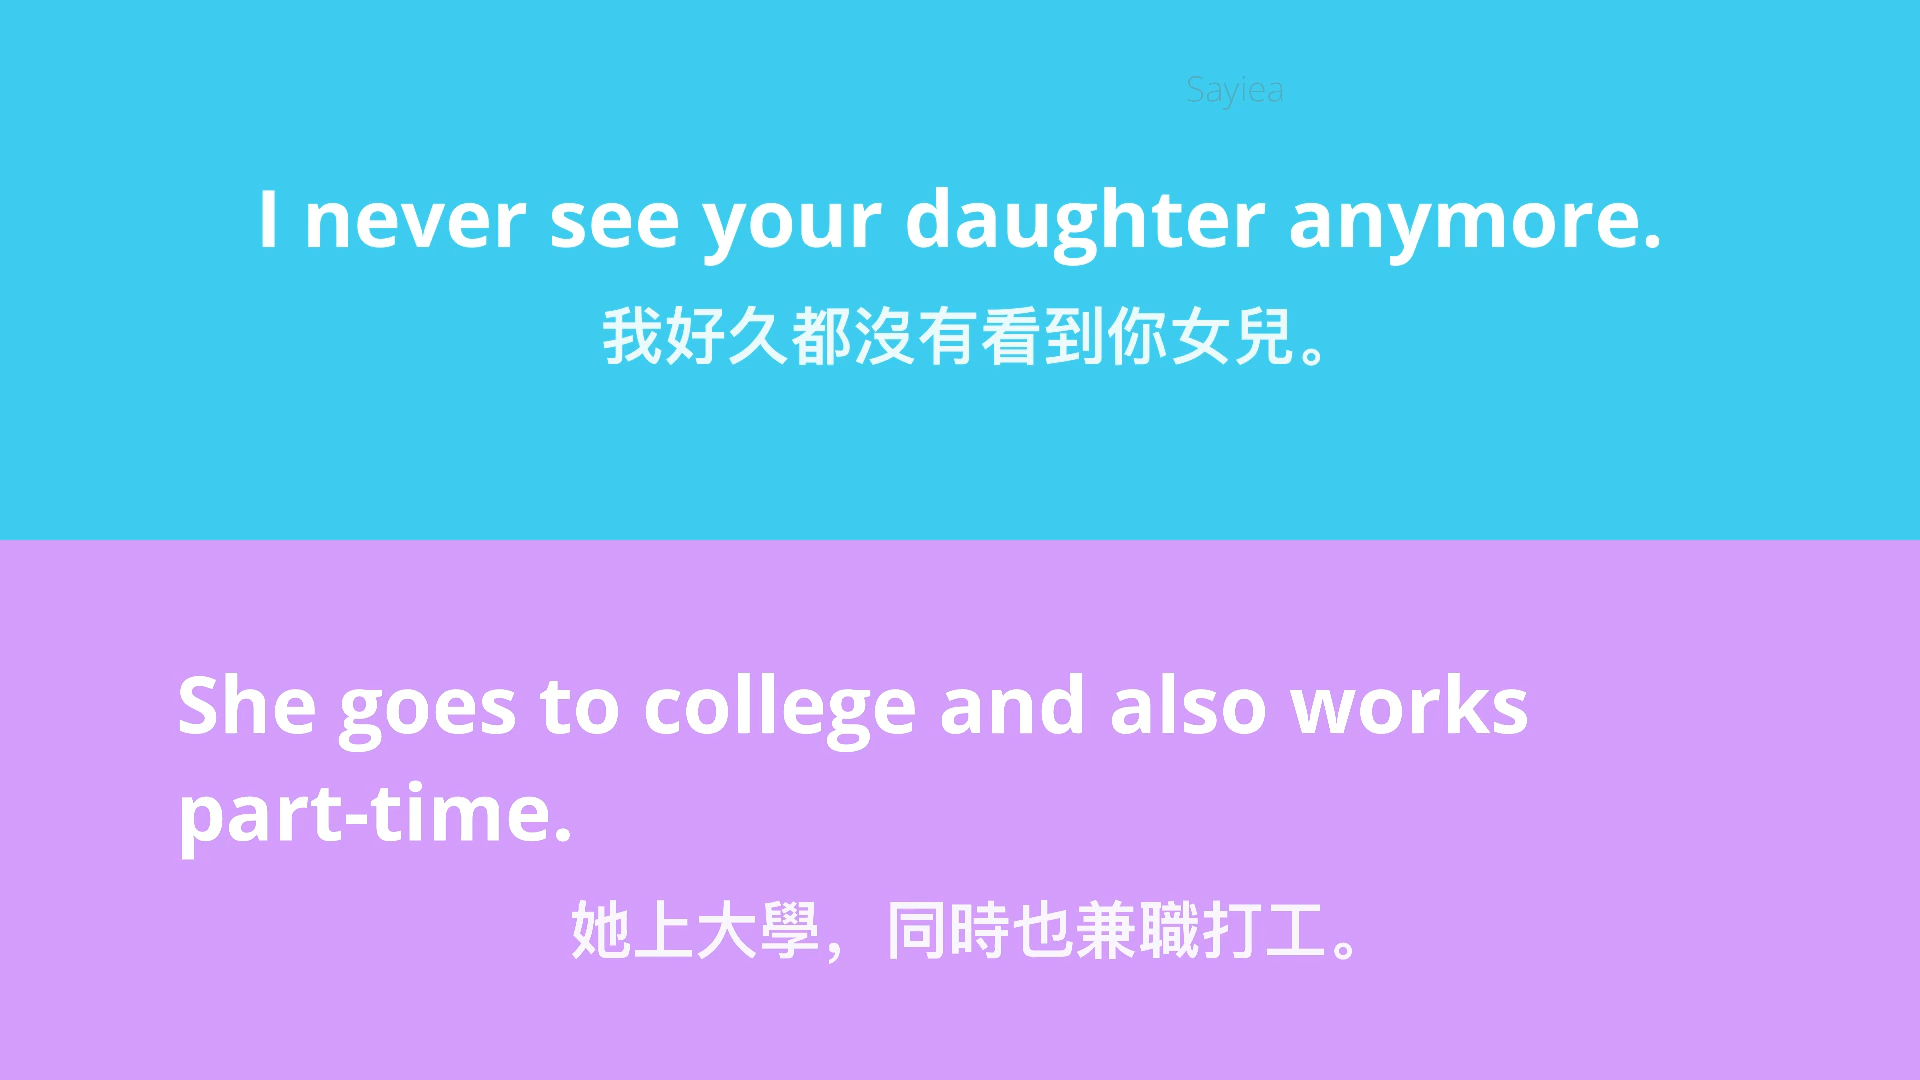 Sayiea
I never see your daughter anymore.
我好久都沒有看到你女兒。
She goes to college and also works
part-time.
她上大學，同時也兼職打工。